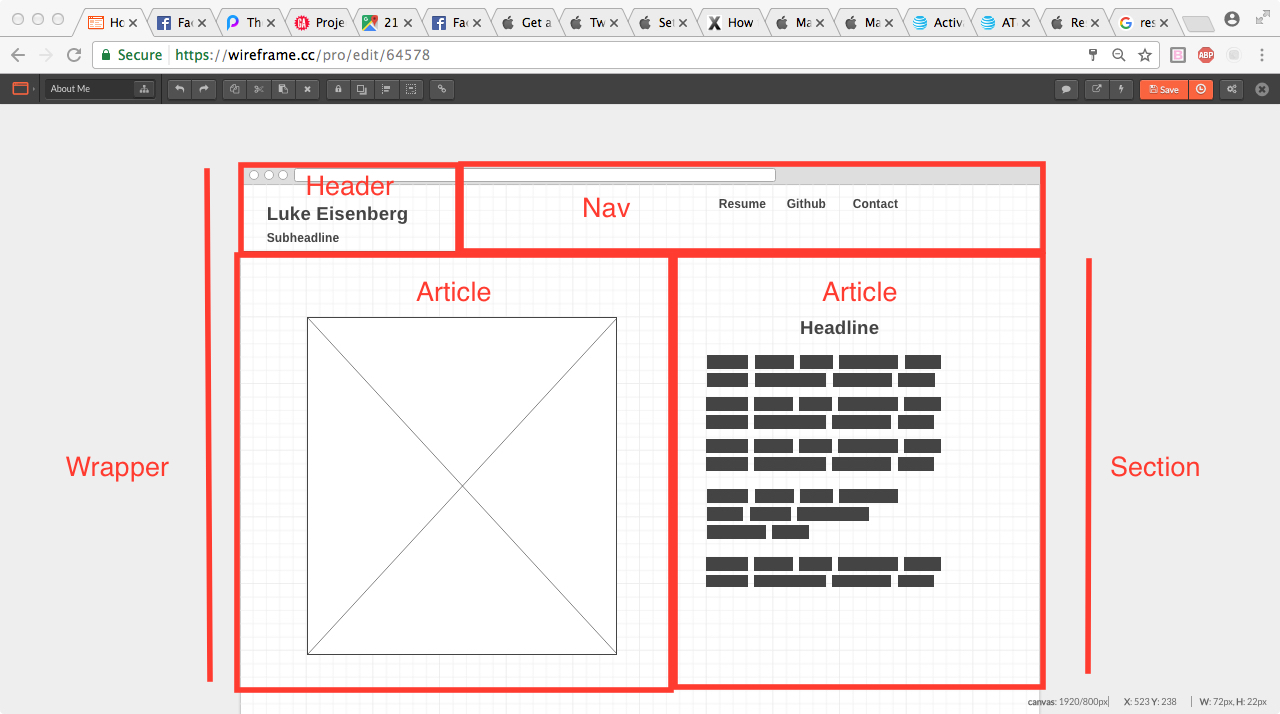 Ho
Fac
The
Proje
21
Fac
Get a
Tw
Set
How
Ma
Ma
Activ
AT
Re
res
Secure
https://wireframe.cc/pro/edit/64578
ABP
About Me
Save
Header
Luke Eisenberg
Subheadline
Nav
Resume
Github
Contact
Article
Article
Headline
Wrapper
Section
canvas: 1920/800px
X: 523 Y: 238
W: 72px, H: 22px